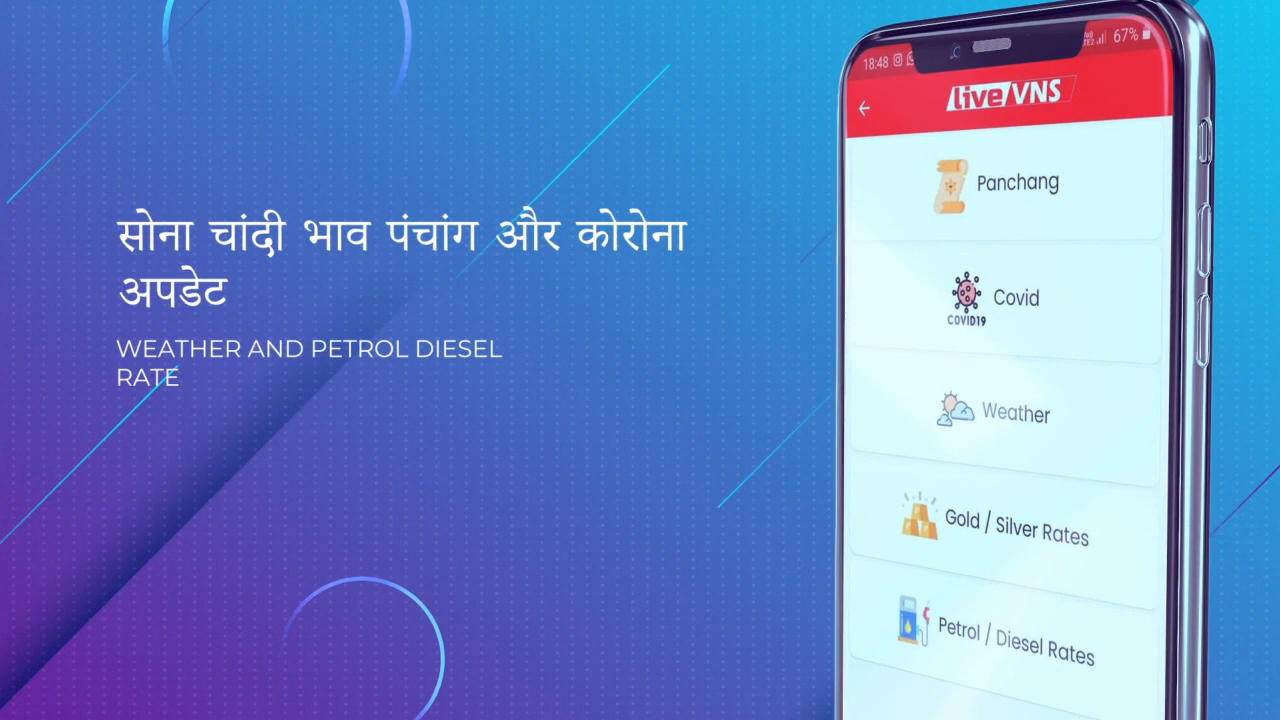 सोना चांदी भाव पंचांग और कोरोना
अपडेट
WEATHER AND PETROL DIESEL
RATE
18:48
67%
live VNS
Panchang
COVID19
Covid
Weather
Gold / Silver Rates
Petrol / Diesel Rates